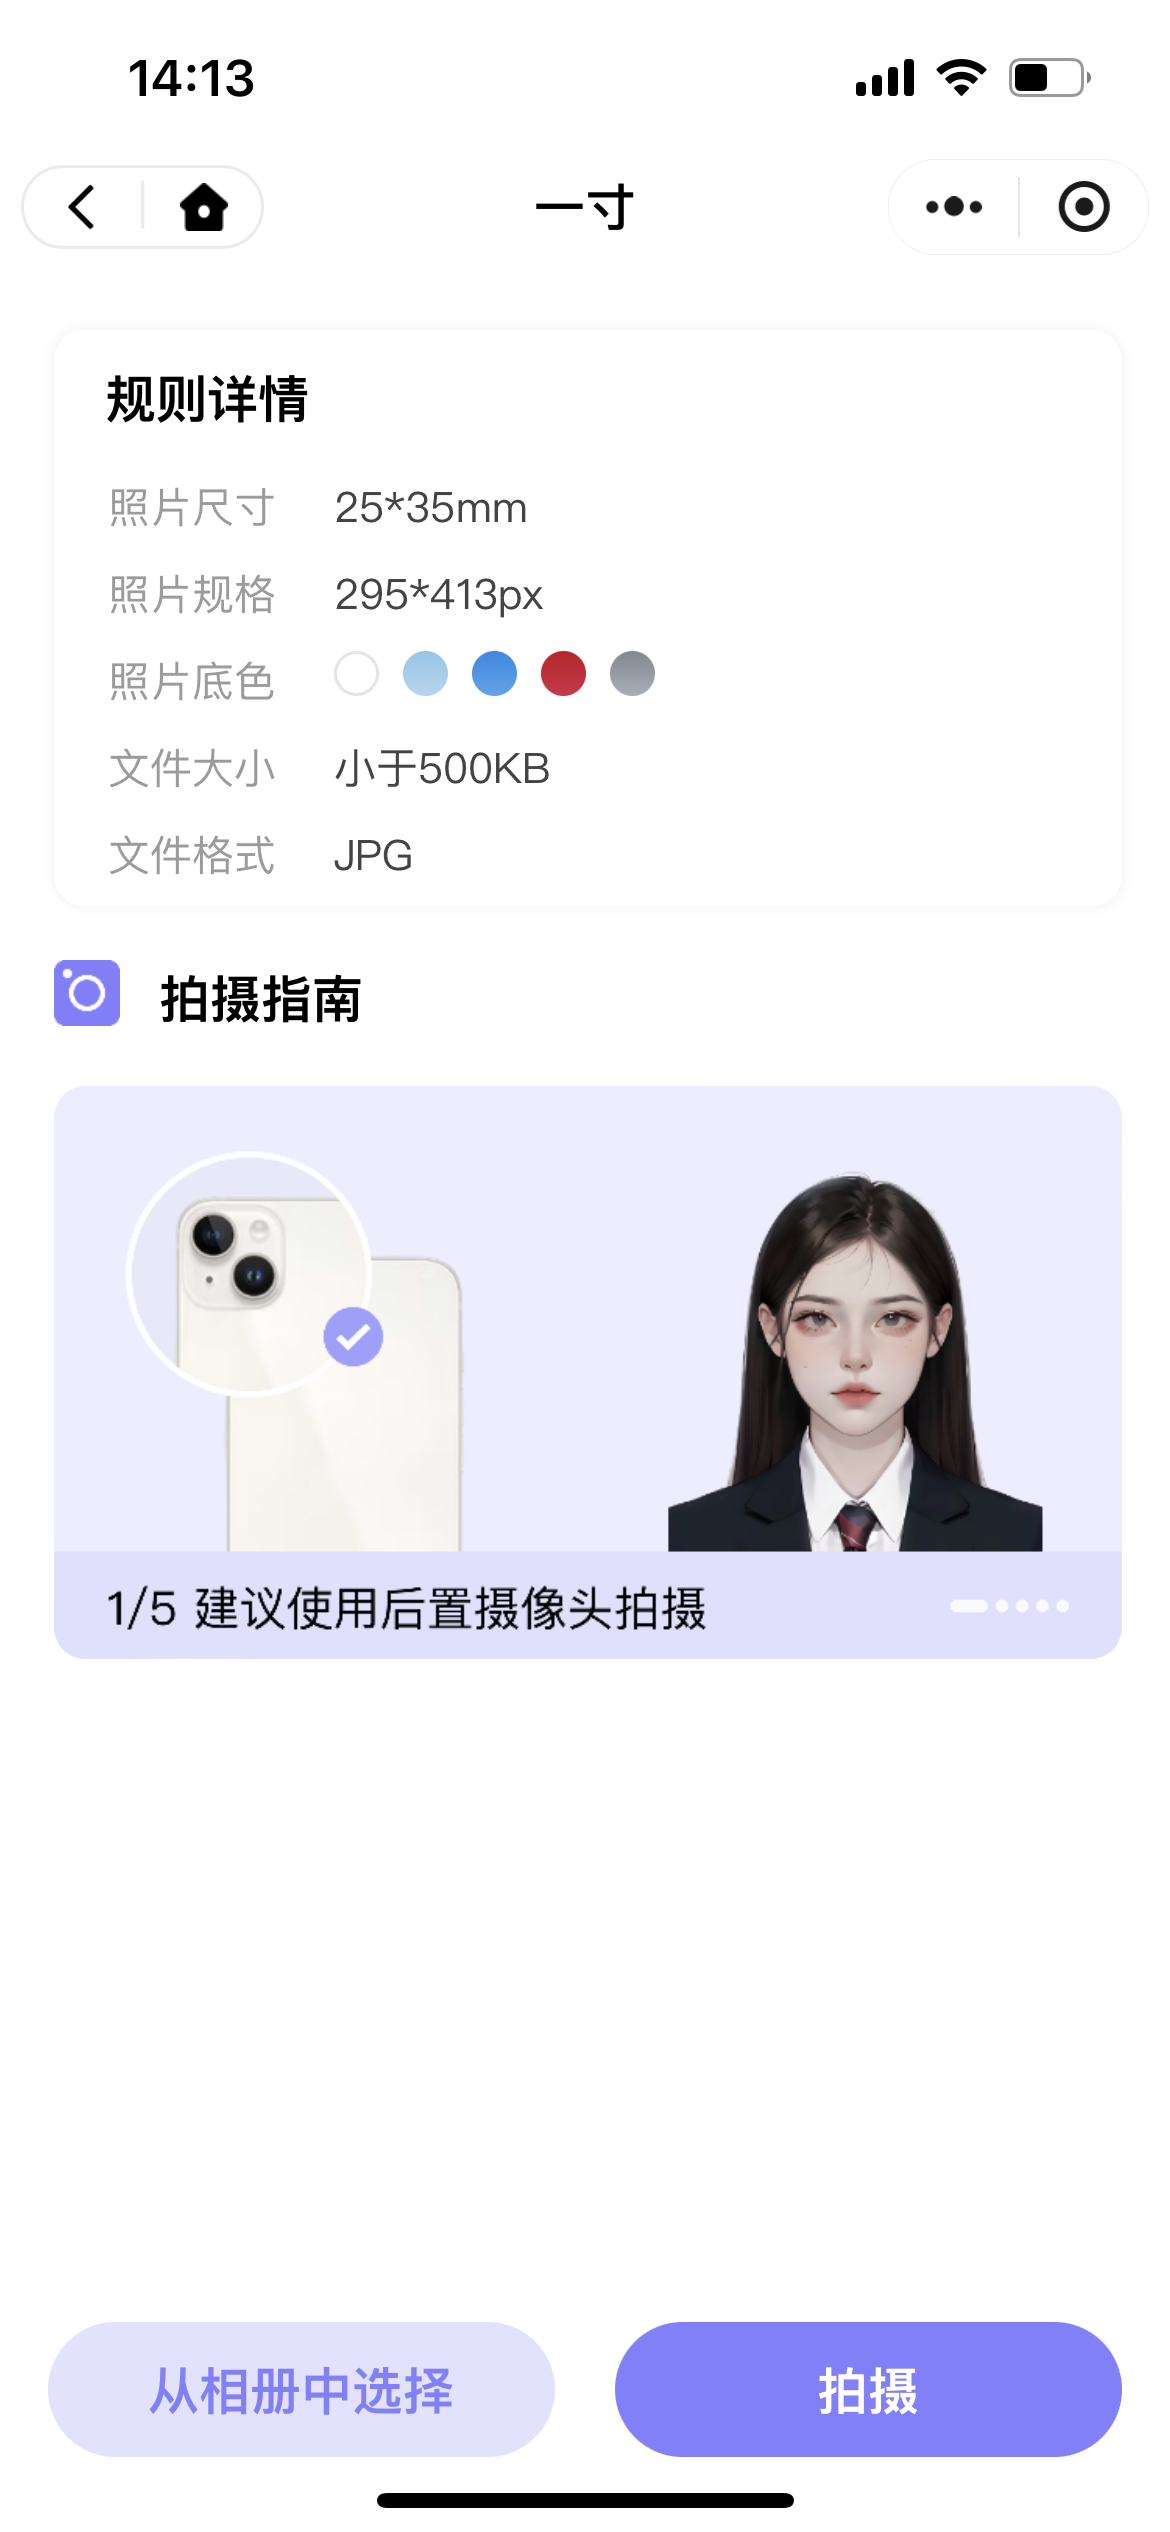 14:13
一寸
规则详情
照片尺寸 25*35mm
照片规格 295*413px
照片底色
文件大小 小于500KB
文件格式 JPG
拍摄指南
1/5 建议使用后置摄像头拍摄
从相册中选择 拍摄